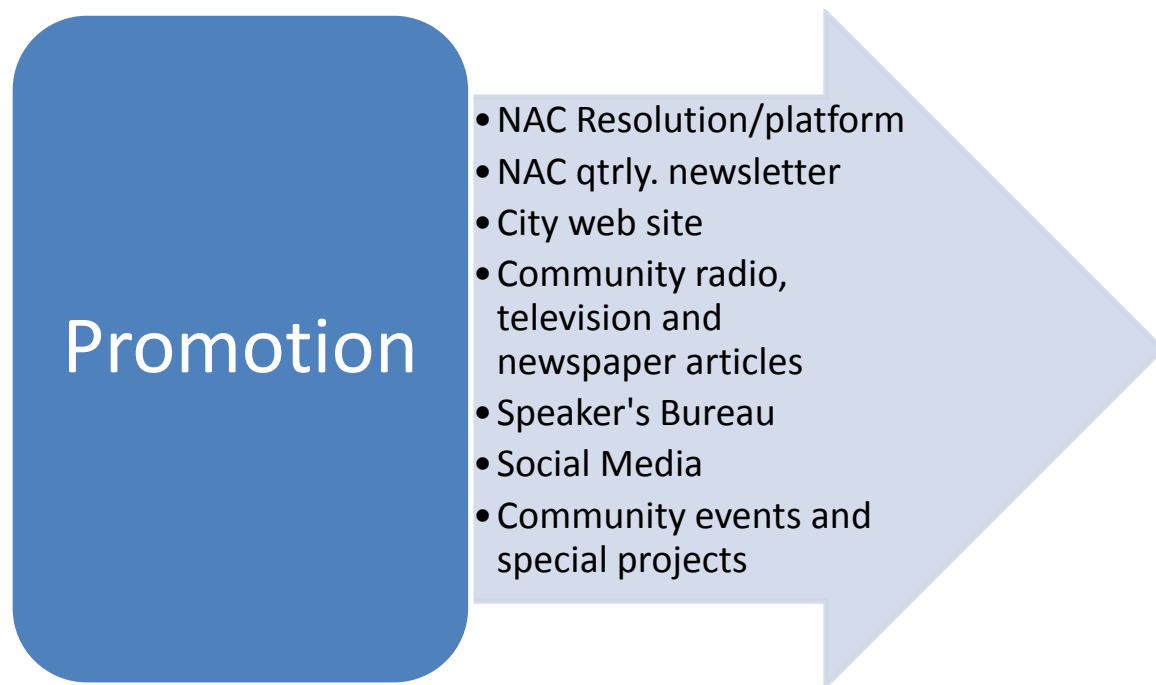 Promotion
• NAC Resolution/platform
• NAC qtrly. newsletter
• City web site
• Community radio,
television and
newspaper articles
• Speaker's Bureau
• Social Media
• Community events and
special projects